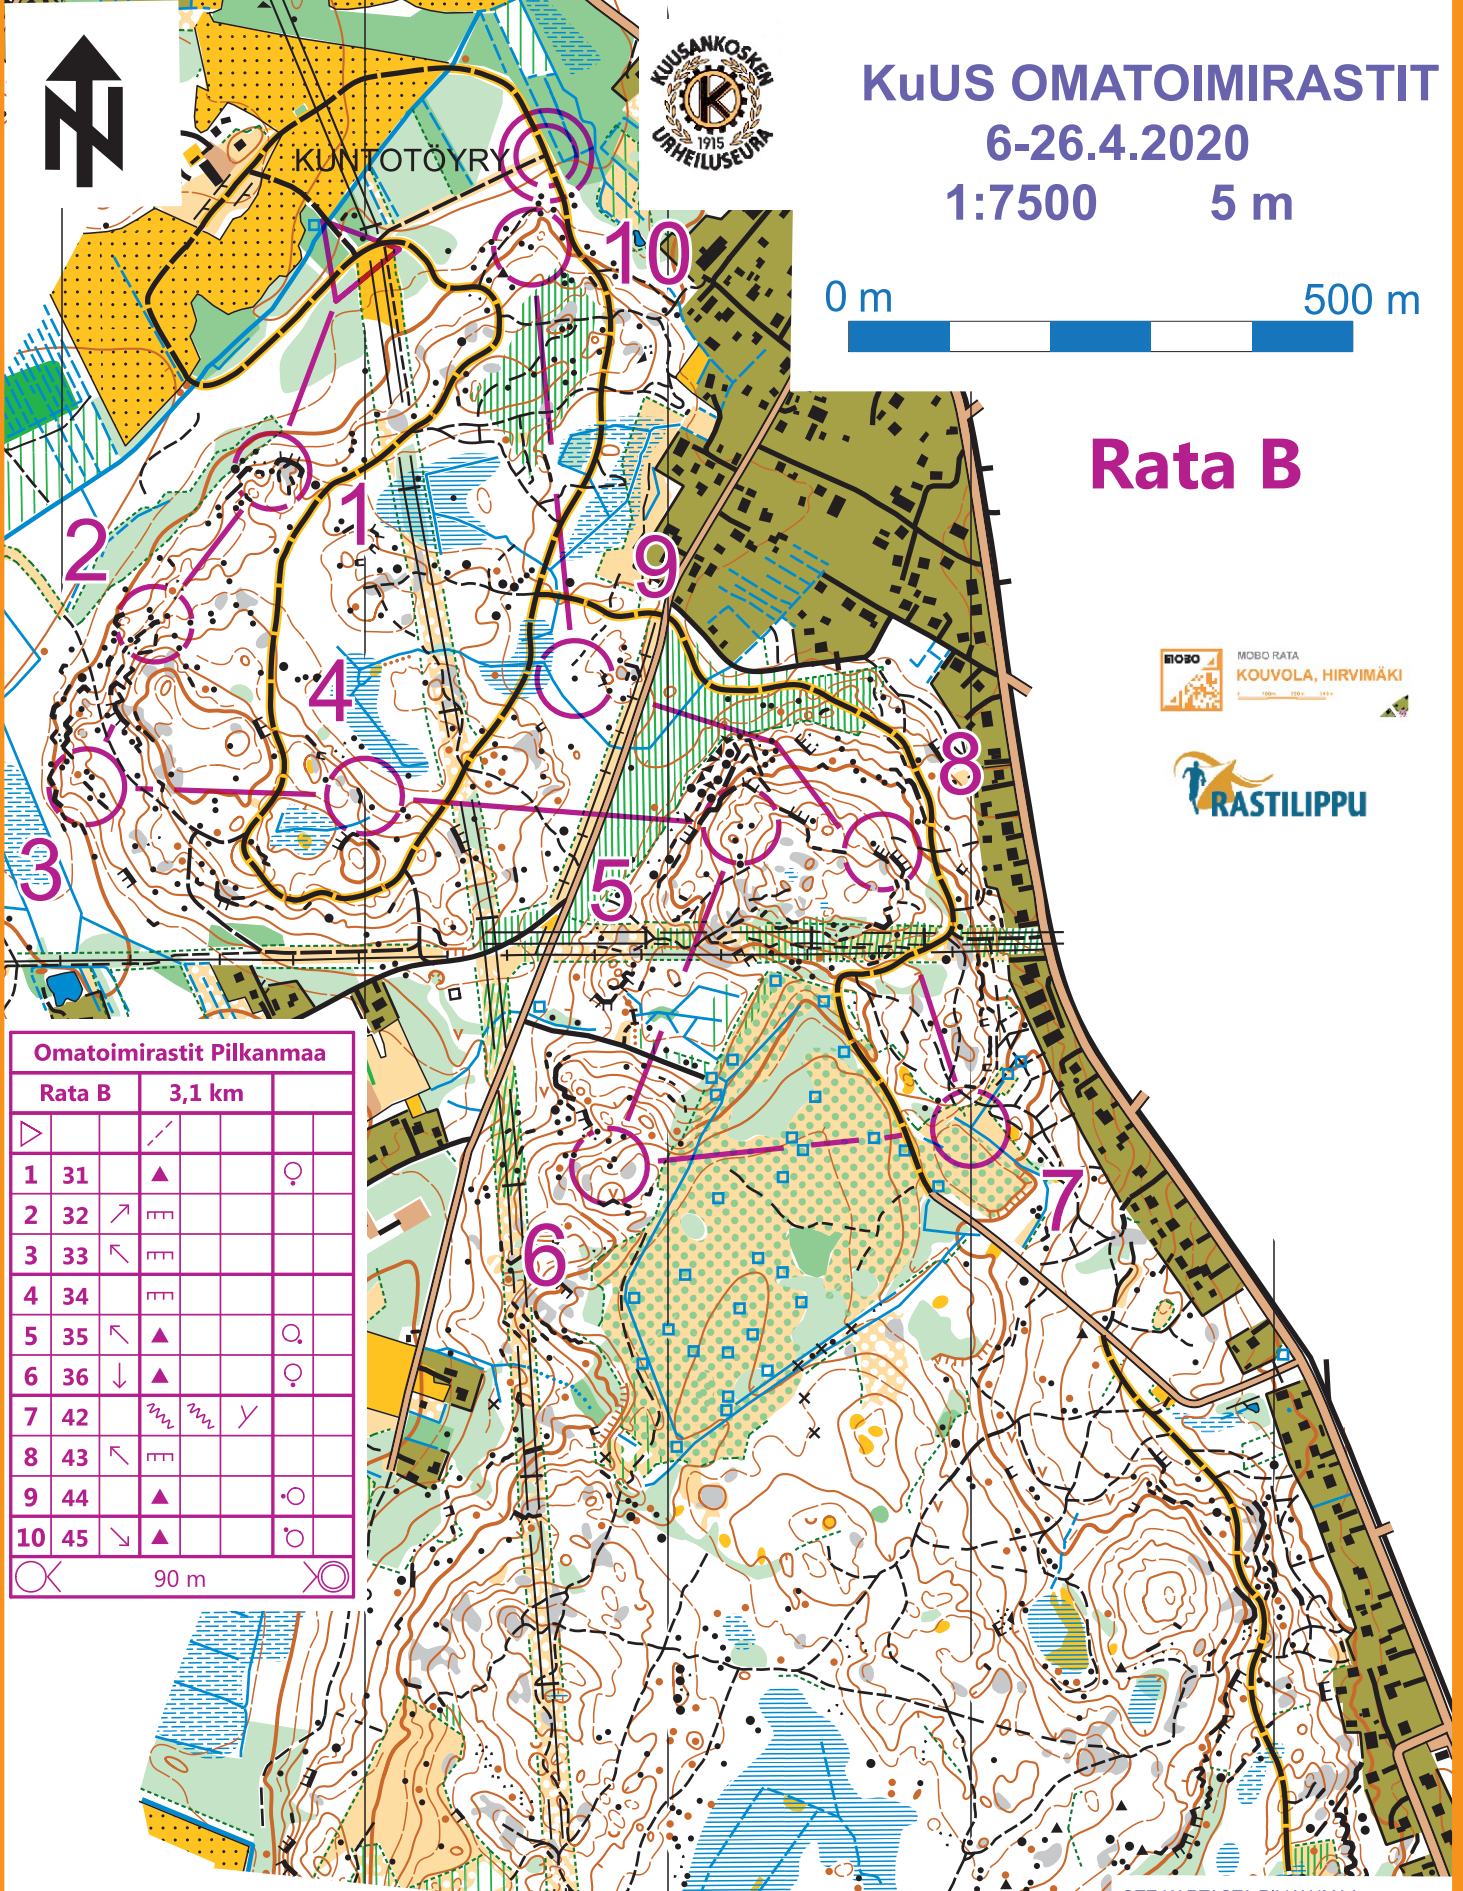 N
KUUSANKOSKEN
K
1915
URHEILUSEURA
KuUS OMATOIMIRASTIT
6-26.4.2020
1:7500 5 m
0 m 500 m
KUNTOTÖYRY
Rata B
10
1
2
9
4
8
3
5
7
6
MOBO
MOBO RATA
KOUVOLA, HIRVIMÄKI
RASTILIPPU
Omatoimirastit Pilkanmaa
Rata B 3,1 km
1 31
2 32
3 33
4 34
5 35
6 36
7 42
8 43
9 44
10 45
90 m